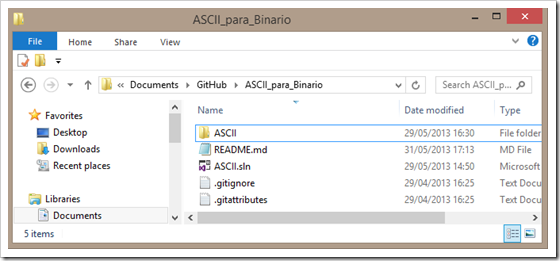 ASCII_para_Binario
File Home Share View
« Documents GitHub ASCII_para_Binario Search ASCII_p...
Favorites
Desktop
Downloads
Recent places
Libraries
Documents
Name Date modified Type
ASCII 29/05/2013 16:30 File folder
README.md 31/05/2013 17:13 MD File
ASCII.sln 29/05/2013 14:50 Microsoft
.gitignore 29/04/2013 16:25 Text Docu
.gitattributes 29/04/2013 16:25 Text Docu
5 items